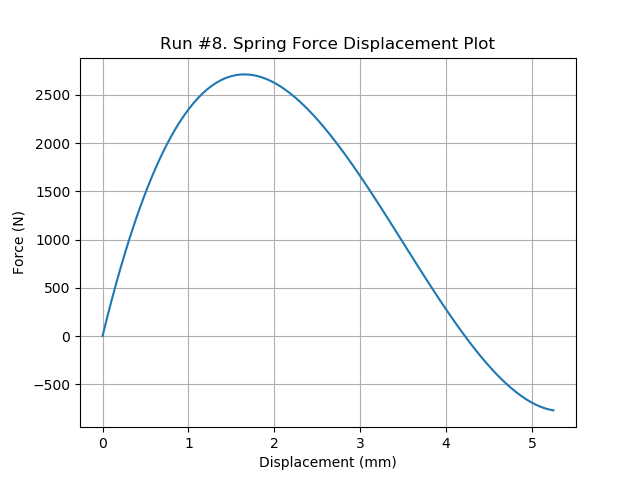 Run #8. Spring Force Displacement Plot
2500
2000
1500
1000
500
0
−500
Force (N)
0 1 2 3 4 5
Displacement (mm)